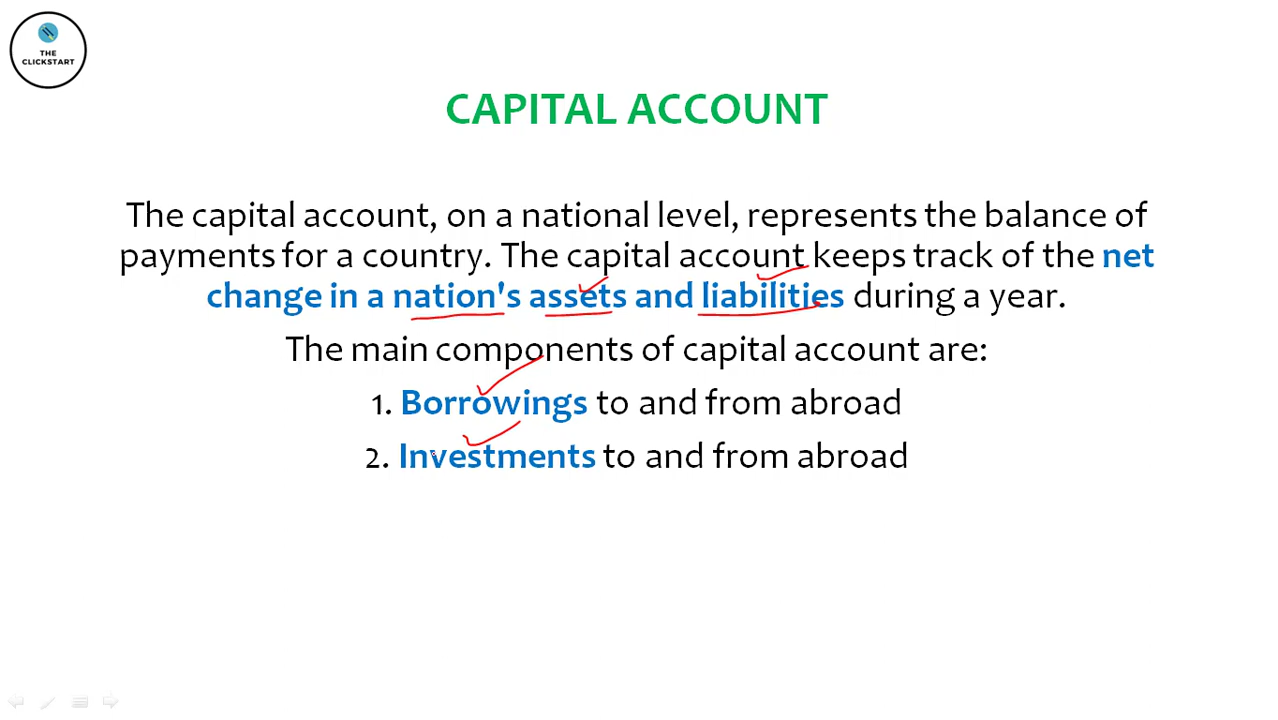 THE
CLICKSTART
CAPITAL ACCOUNT
The capital account, on a national level, represents the balance of
payments for a country. The capital account keeps track of the net
change in a nation's assets and liabilities during a year.
The main components of capital account are:
1. Borrowings to and from abroad
2. Investments to and from abroad